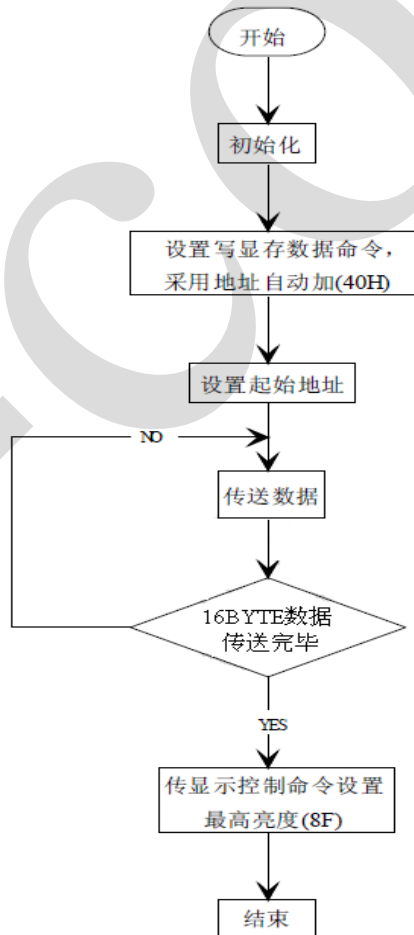 开始
初始化
设置写显存数据命令，
采用地址自动加(40H)
设置起始地址
NO
传送数据
16BYTE数据
传送完毕
YES
传显示控制命令设置
最高亮度(8F)
结束